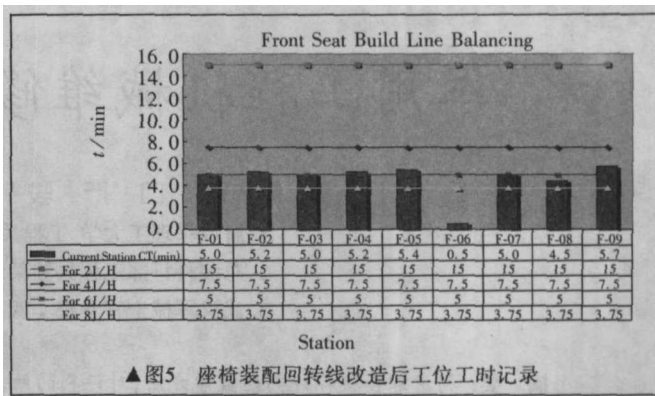 Front Seat Build Line Balancing
t/min
16.0
14.0
12.0
10.0
8.0
6.0
4.0
2.0
0.0
F-01 F-02 F-03 F-04 F-05 F-06 F-07 F-08 F-09
Current Station CT(min) 5.0 5.2 5.0 5.2 5.4 0.5 5.0 4.5 5.7
For 2J/H 15 15 15 15 15 15 15 15 15
For 4J/H 7.5 7.5 7.5 7.5 7.5 7.5 7.5 7.5 7.5
For 6J/H 5 5 5 5 5 5 5 5 5
For 8J/H 3.75 3.75 3.75 3.75 3.75 3.75 3.75 3.75 3.75
Station
▲图5 座椅装配回转线改造后工位工时记录